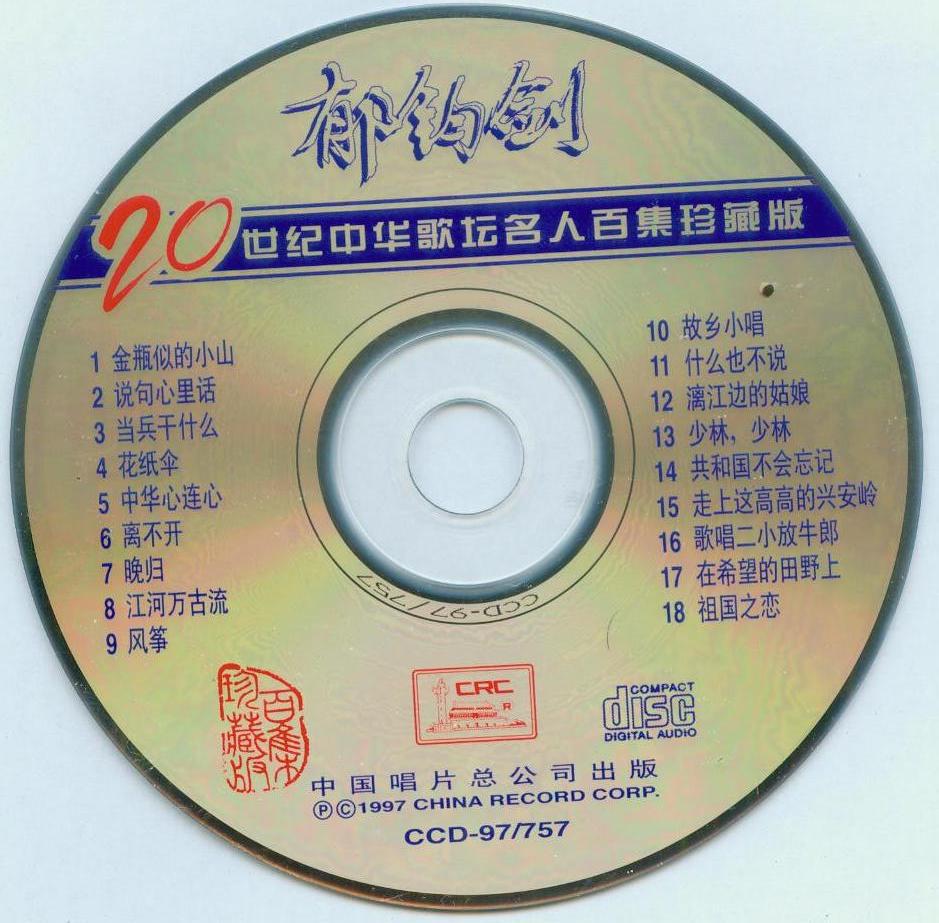 郁钧剑
20世纪中华歌坛名人百集珍藏版
1 金瓶似的小山
2 说句心里话
3 当兵干什么
4 花纸伞
5 中华心连心
6 离不开
7 晚归
8 江河万古流
9 风筝
10 故乡小唱
11 什么也不说
12 漓江边的姑娘
13 少林，少林
14 共和国不会忘记
15 走上这高高的兴安岭
16 歌唱二小放牛郎
17 在希望的田野上
18 祖国之恋
CCD-97/757
百集
珍藏版
CRC
R
COMPACT
disc
DIGITAL AUDIO
中国唱片总公司出版
ⓅⒸ1997 CHINA RECORD CORP.
CCD-97/757